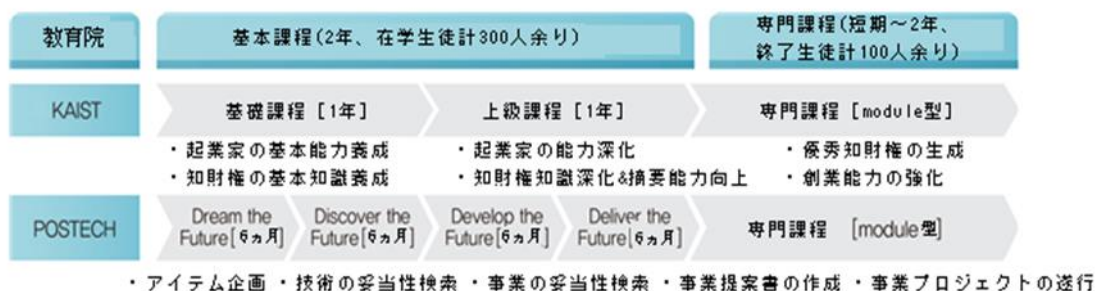 教育院
基本課程(2年、在学生徒計300人余り)
専門課程(短期～2年、
終了生徒計100人余り)
KAIST
基礎課程 [1年]
上級課程 [1年]
専門課程 [module型]
・起業家の基本能力義成
・知財権の基本知識義成
・起業家の能力深化
・知財権知識深化&摘要能力向上
・優秀知財権の生成
・創業能力の強化
POSTECH
Dream the
Future[6ヵ月]
Discover the
Future[6ヵ月]
Develop the
Future[6ヵ月]
Deliver the
Future[6ヵ月]
専門課程 [module型]
・アイテム企画 ・技術の妥当性検索 ・事業の妥当性検索 ・事業提案書の作成 ・事業プロジェクトの遂行